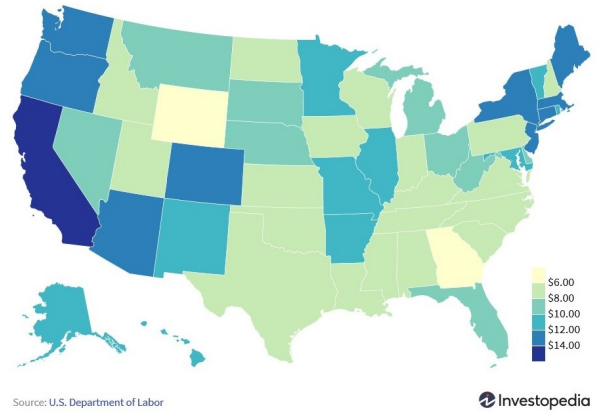 $6.00
$8.00
$10.00
$12.00
$14.00
Source: U.S. Department of Labor
Investopedia